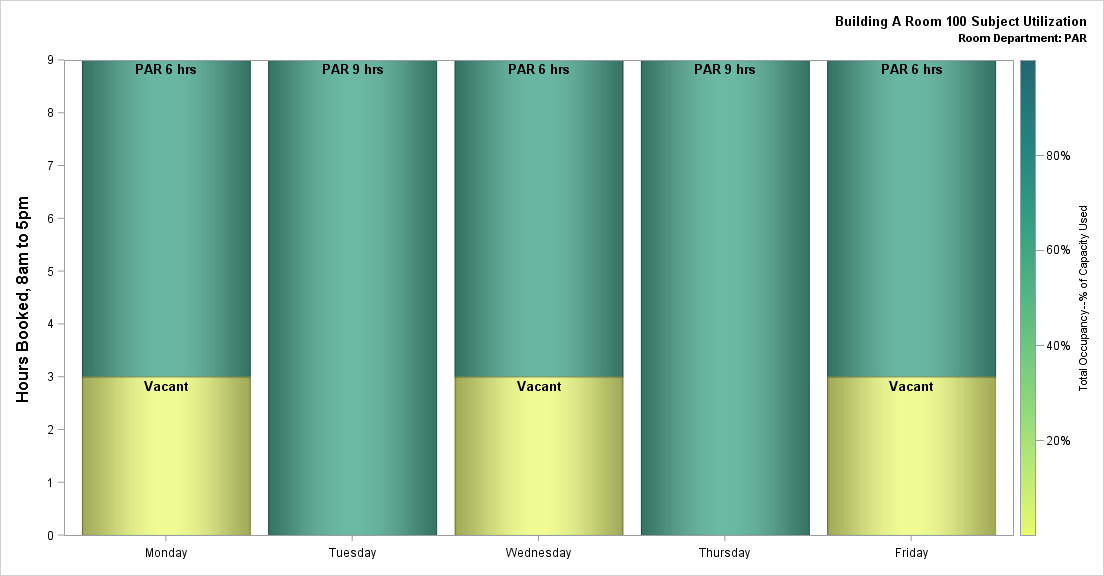 Building A Room 100 Subject Utilization
Room Department: PAR
Hours Booked, 8am to 5pm
9
8
7
6
5
4
3
2
1
0
PAR 6 hrs
PAR 9 hrs
PAR 6 hrs
PAR 9 hrs
PAR 6 hrs
Vacant
Vacant
Vacant
Monday
Tuesday
Wednesday
Thursday
Friday
80%
60%
40%
20%
Total Occupancy--% of Capacity Used